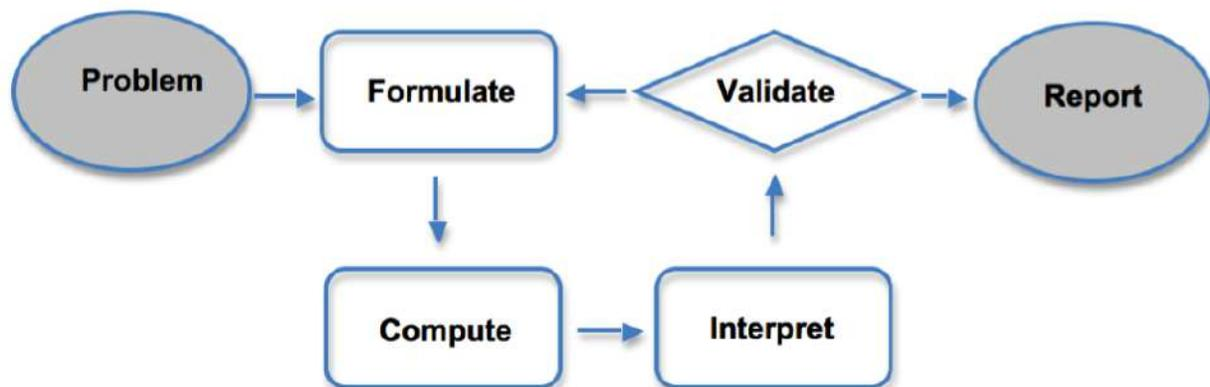 Problem
Formulate
Validate
Report
Compute
Interpret